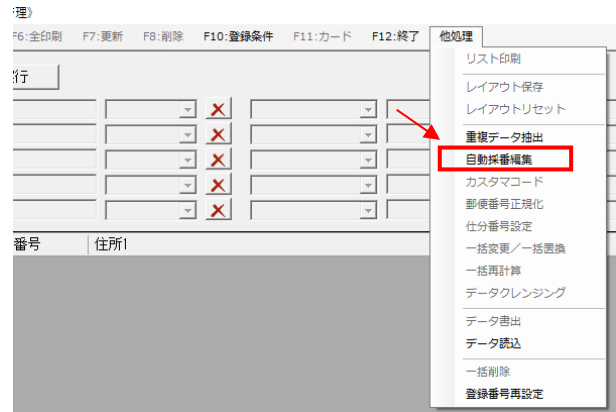 理》
F6:全印刷 F7:更新 F8:削除 F10:登録条件 F11:カード F12:終了 他処理
行
リスト印刷
レイアウト保存
レイアウトリセット
重複データ抽出
自動採番編集
カスタマコード
郵便番号正規化
仕分番号設定
一括変更／一括置換
一括再計算
データクレンジング
データ書出
データ読込
一括削除
登録番号再設定
番号 住所1